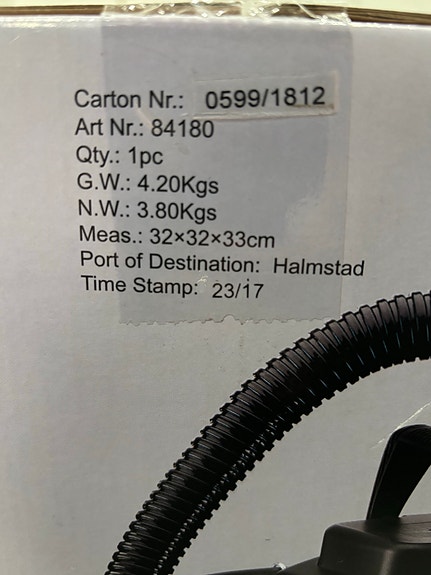 Carton Nr.: 0599/1812
Art Nr.: 84180
Qty.: 1pc
G.W.: 4.20Kgs
N.W.: 3.80Kgs
Meas.: 32×32×33cm
Port of Destination: Halmstad
Time Stamp: 23/17